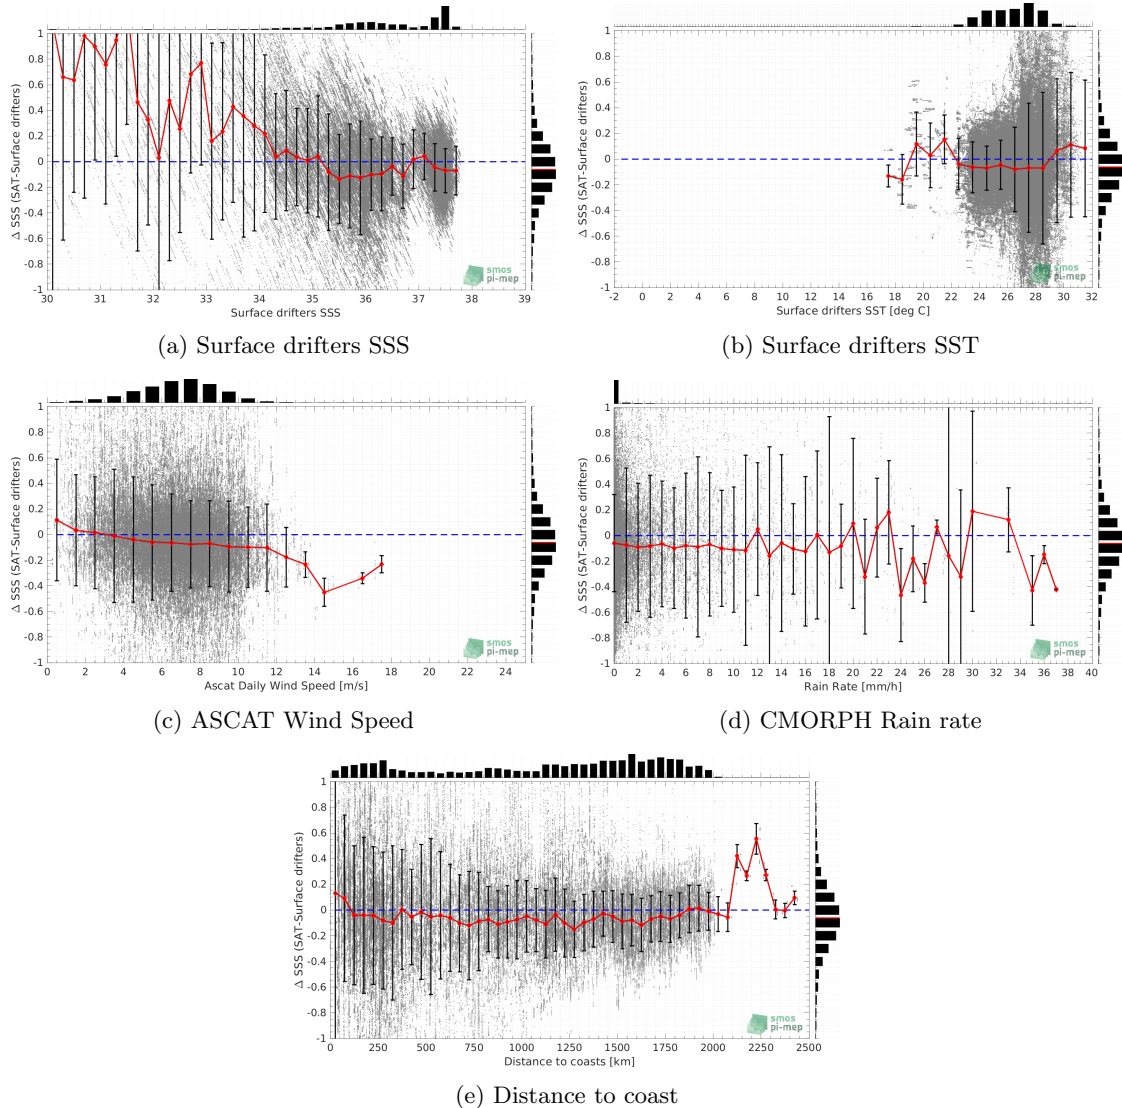 1
0.8
0.6
0.4
0.2
0
-0.2
-0.4
-0.6
-0.8
-1
Δ SSS (SAT-Surface drifters)
30 31 32 33 34 35 36 37 38 39
Surface drifters SSS
smos
pi-mep
(a) Surface drifters SSS
1
0.8
0.6
0.4
0.2
0
-0.2
-0.4
-0.6
-0.8
-1
Δ SSS (SAT-Surface drifters)
-2 0 2 4 6 8 10 12 14 16 18 20 22 24 26 28 30 32
Surface drifters SST [deg C]
smos
pi-mep
(b) Surface drifters SST
1
0.8
0.6
0.4
0.2
0
-0.2
-0.4
-0.6
-0.8
-1
Δ SSS (SAT-Surface drifters)
0 2 4 6 8 10 12 14 16 18 20 22 24
Ascat Daily Wind Speed [m/s]
smos
pi-mep
(c) ASCAT Wind Speed
1
0.8
0.6
0.4
0.2
0
-0.2
-0.4
-0.6
-0.8
-1
Δ SSS (SAT-Surface drifters)
0 2 4 6 8 10 12 14 16 18 20 22 24 26 28 30 32 34 36 38 40
Rain Rate [mm/h]
smos
pi-mep
(d) CMORPH Rain rate
1
0.8
0.6
0.4
0.2
0
-0.2
-0.4
-0.6
-0.8
-1
Δ SSS (SAT-Surface drifters)
0 250 500 750 1000 1250 1500 1750 2000 2250 2500
Distance to coasts [km]
smos
pi-mep
(e) Distance to coast